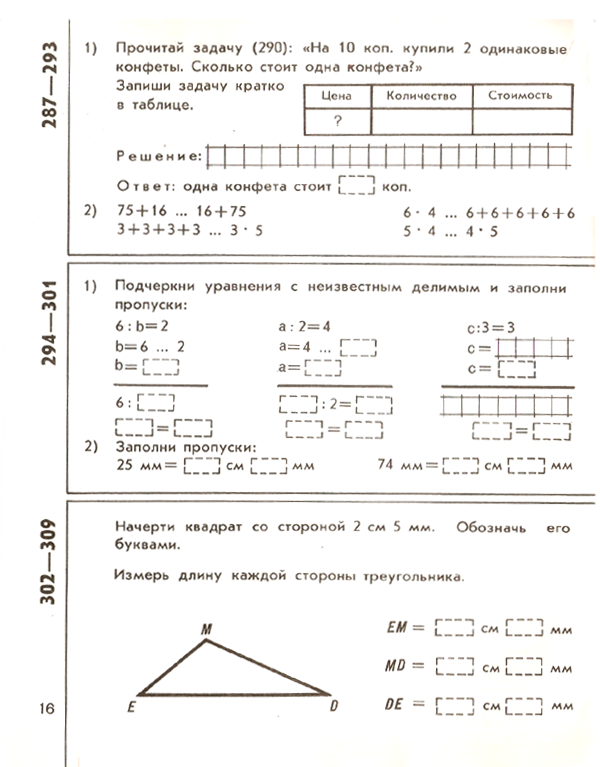 287—293
1) Прочитай задачу (290): «На 10 коп. купили 2 одинаковые
конфеты. Сколько стоит одна конфета?»
Запиши задачу кратко
в таблице.
Цена Количество Стоимость
?
Решение:
Ответ: одна конфета стоит коп.
2) 75+16 ... 16+75 6 · 4 ... 6+6+6+6+6
3+3+3+3 ... 3 · 5 5 · 4 ... 4 · 5
294—301
1) Подчеркни уравнения с неизвестным делимым и заполни
пропуски:
6 : b=2 a : 2=4 c:3=3
b=6 ... 2 a=4 ... c=
b= a= c=
6 : : 2=
= = =
2) Заполни пропуски:
25 мм= см мм 74 мм= см мм
302—309
Начерти квадрат со стороной 2 см 5 мм. Обозначь его
буквами.
Измерь длину каждой стороны треугольника.
M
E D
EM = см мм
MD = см мм
DE = см мм
16